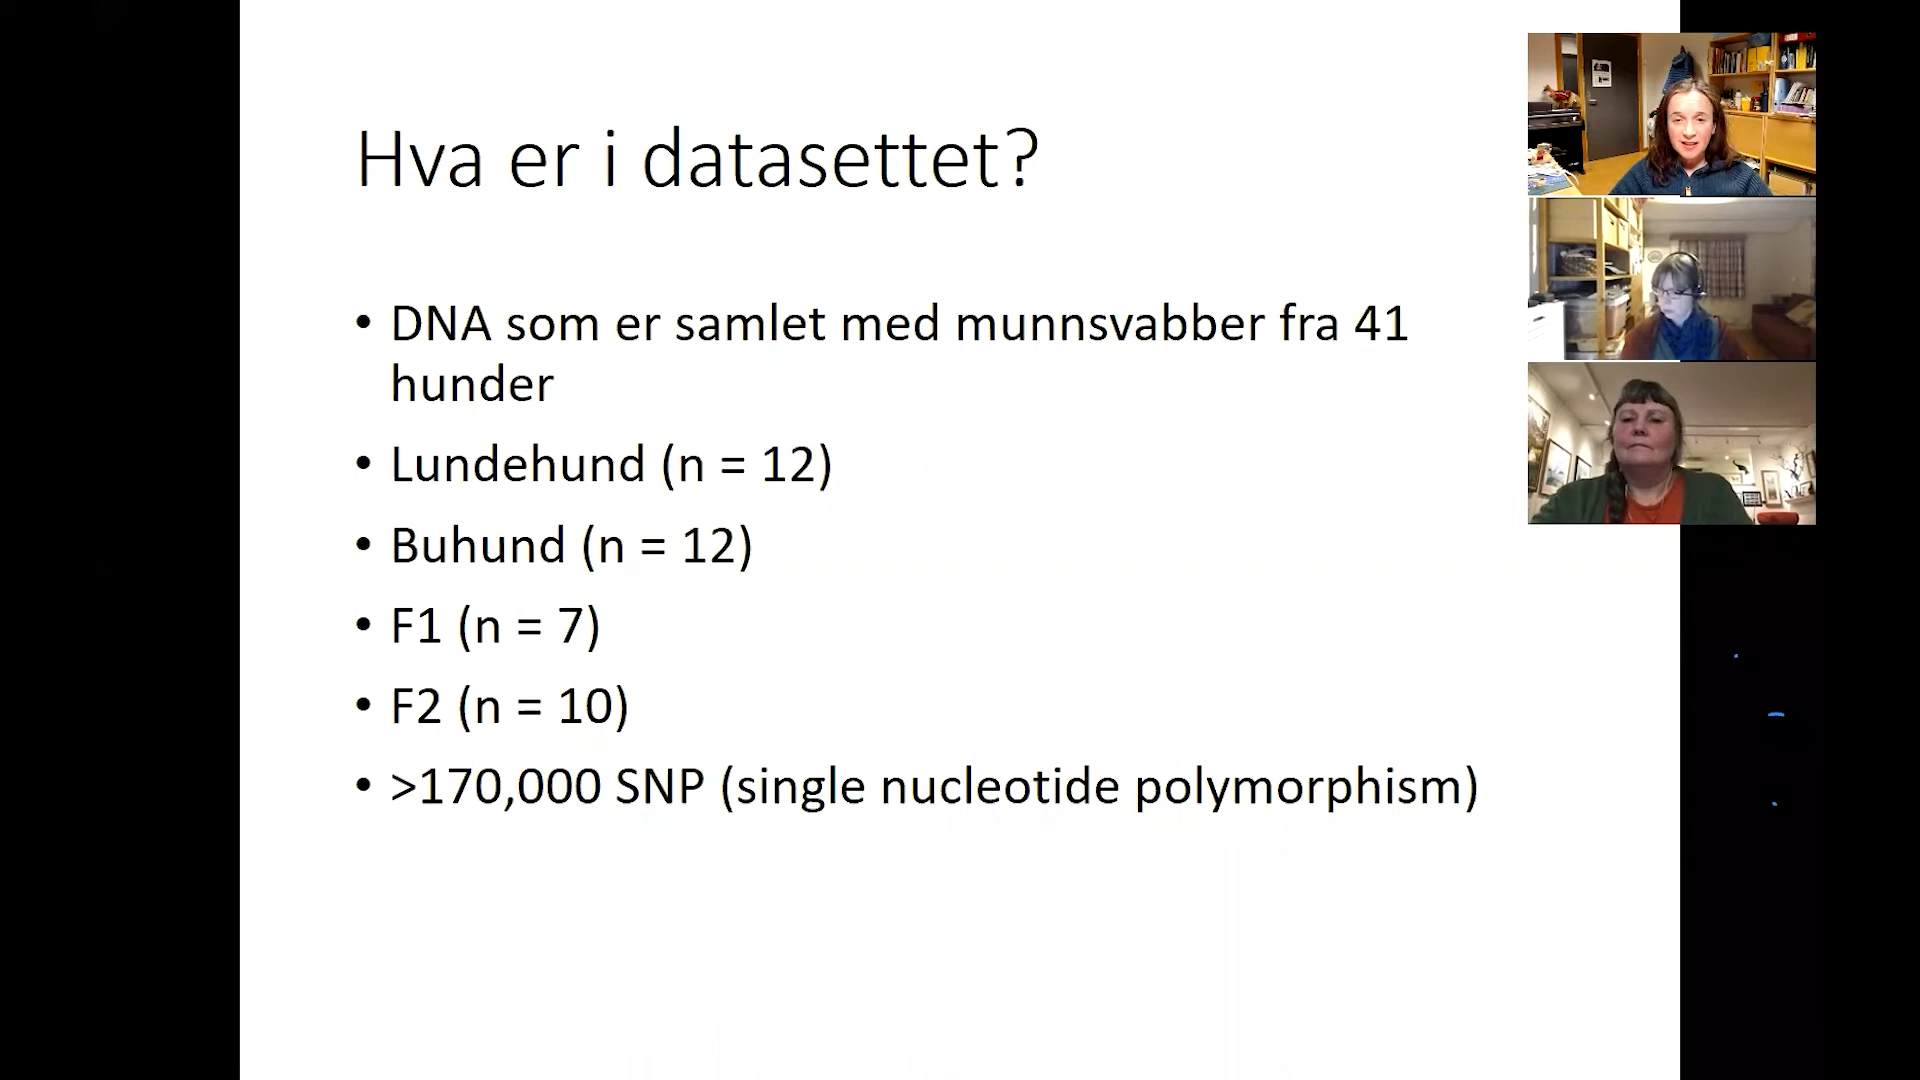 Hva er i datasettet?
• DNA som er samlet med munnsvabber fra 41
hunder
• Lundehund (n = 12)
• Buhund (n = 12)
• F1 (n = 7)
• F2 (n = 10)
• >170,000 SNP (single nucleotide polymorphism)